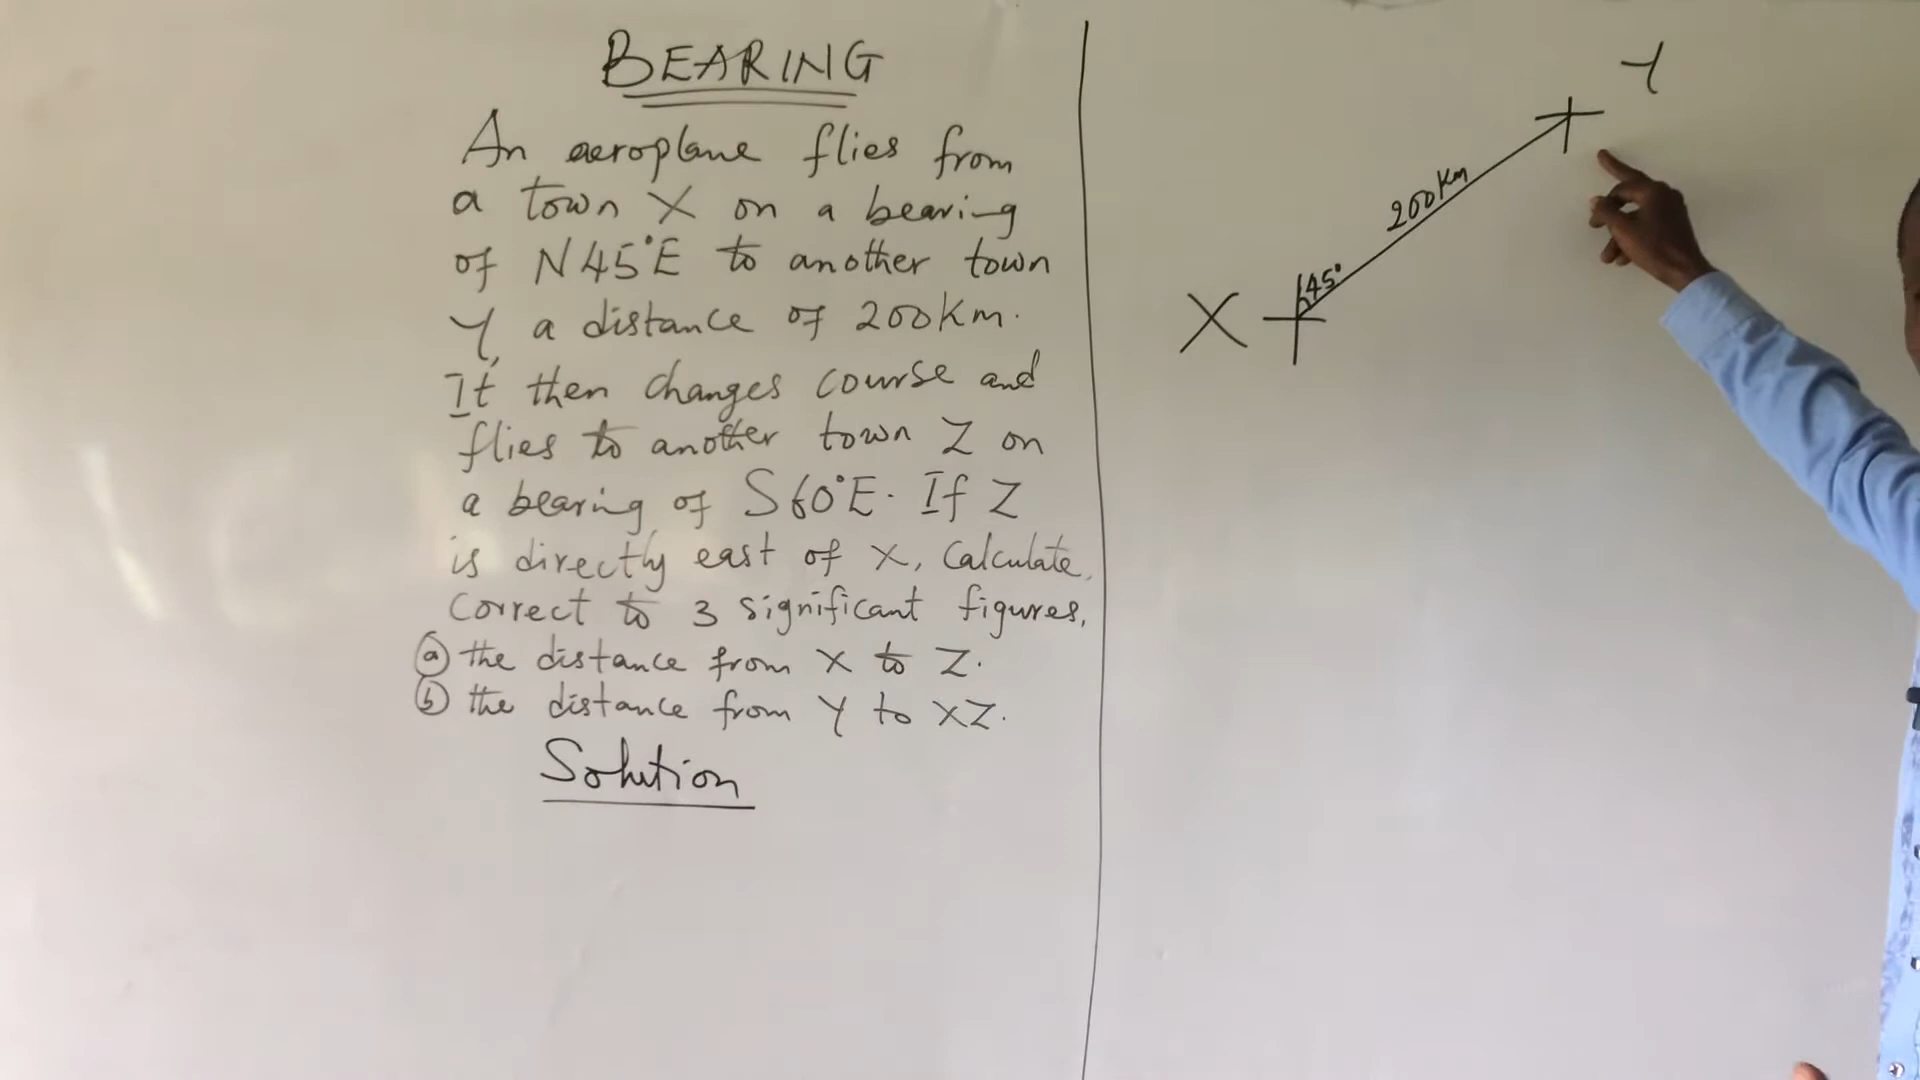 BEARING
An aeroplane flies from
a town X on a bearing
of N45°E to another town
Y, a distance of 200Km.
It then changes course and
flies to another town Z on
a bearing of S60°E. If Z
is directly east of X, Calculate,
Correct to 3 significant figures,
(a) the distance from X to Z.
(b) the distance from Y to XZ.
Solution
Y
200Km
45°
X